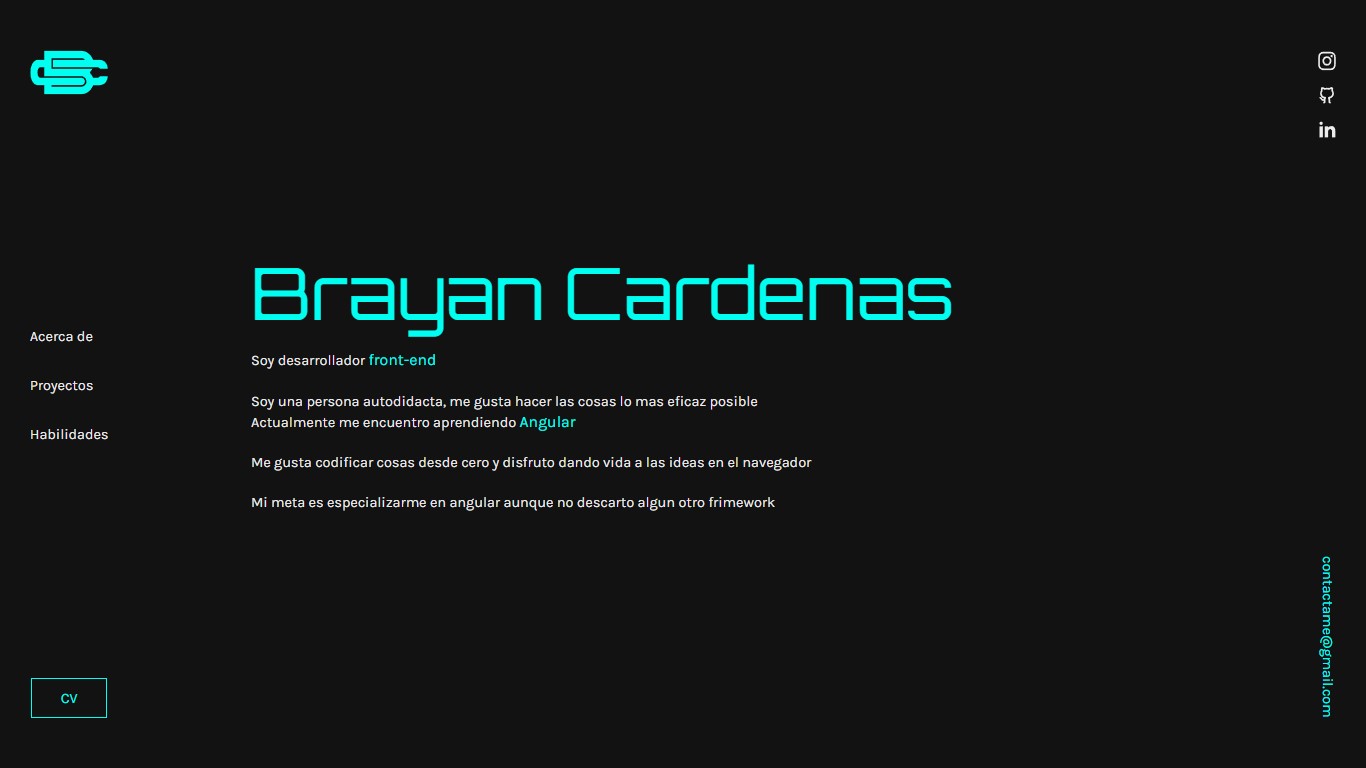 Brayan Cardenas
Acerca de
Proyectos
Habilidades
Soy desarrollador front-end
Soy una persona autodidacta, me gusta hacer las cosas lo mas eficaz posible
Actualmente me encuentro aprendiendo Angular
Me gusta codificar cosas desde cero y disfruto dando vida a las ideas en el navegador
Mi meta es especializarme en angular aunque no descarto algun otro frimework
CV
contactame@gmail.com
in